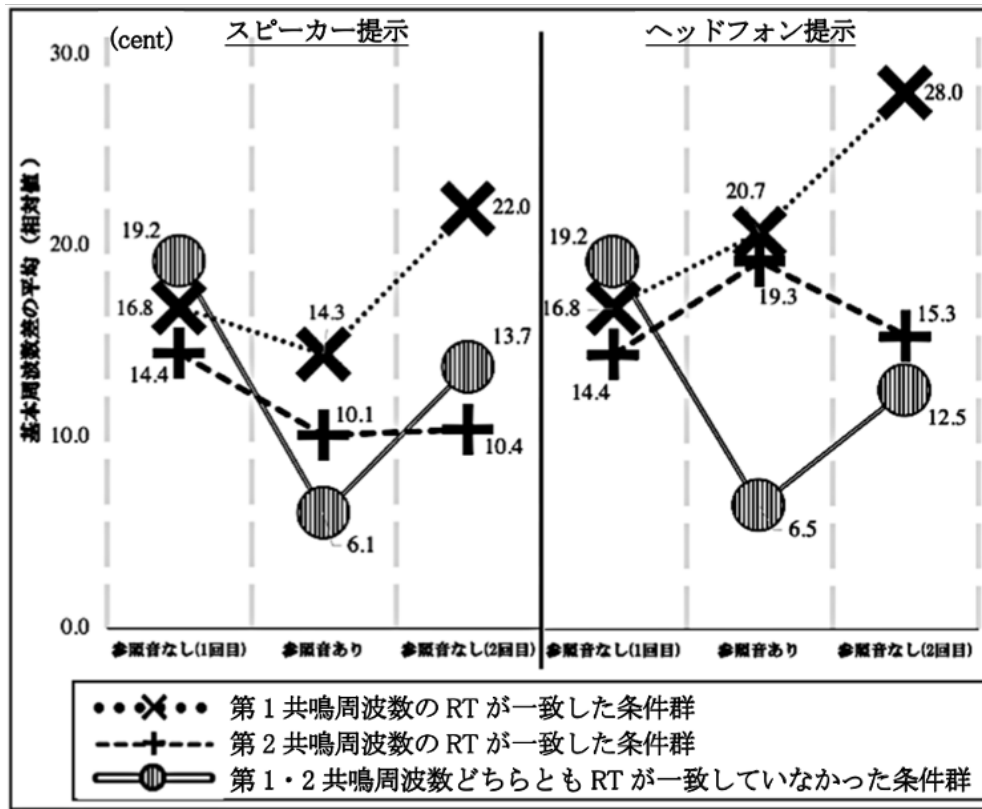 (cent)
スピーカー提示
ヘッドフォン提示
基本周波数差の平均（相対値）
30.0
20.0
10.0
0.0
19.2
16.8
14.4
14.3
10.1
6.1
22.0
13.7
10.4
19.2
16.8
14.4
20.7
19.3
6.5
28.0
15.3
12.5
参照音なし(1回目)
参照音あり
参照音なし(2回目)
参照音なし(1回目)
参照音あり
参照音なし(2回目)
第1共鳴周波数のRTが一致した条件群
第2共鳴周波数のRTが一致した条件群
第1・2共鳴周波数どちらともRTが一致していなかった条件群